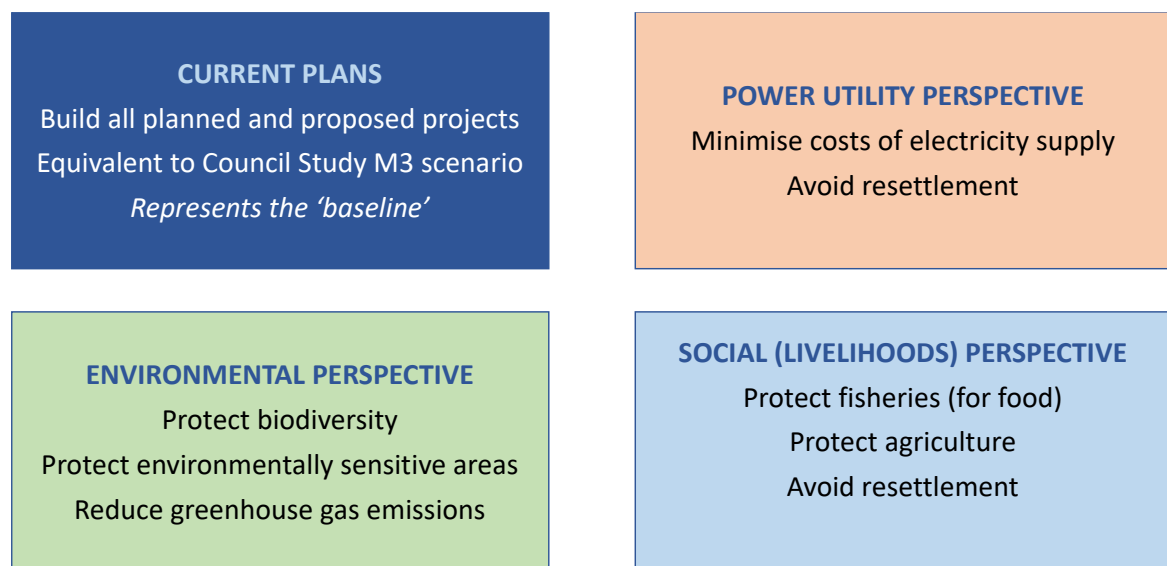 CURRENT PLANS
Build all planned and proposed projects
Equivalent to Council Study M3 scenario
Represents the ‘baseline’
POWER UTILITY PERSPECTIVE
Minimise costs of electricity supply
Avoid resettlement
ENVIRONMENTAL PERSPECTIVE
Protect biodiversity
Protect environmentally sensitive areas
Reduce greenhouse gas emissions
SOCIAL (LIVELIHOODS) PERSPECTIVE
Protect fisheries (for food)
Protect agriculture
Avoid resettlement